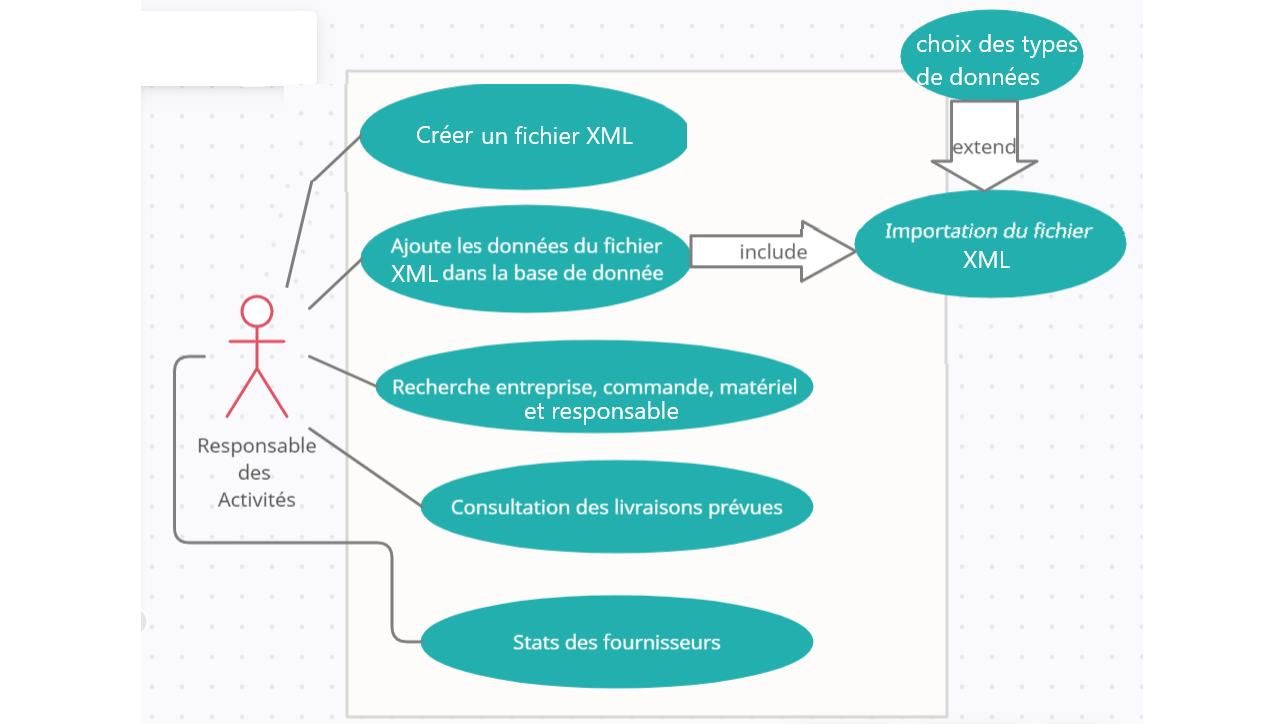 choix des types
de données
Créer un fichier XML
extend
Ajoute les données du fichier
XML dans la base de donnée
include
Importation du fichier
XML
Recherche entreprise, commande, matériel
et responsable
Responsable
des
Activités
Consultation des livraisons prévues
Stats des fournisseurs